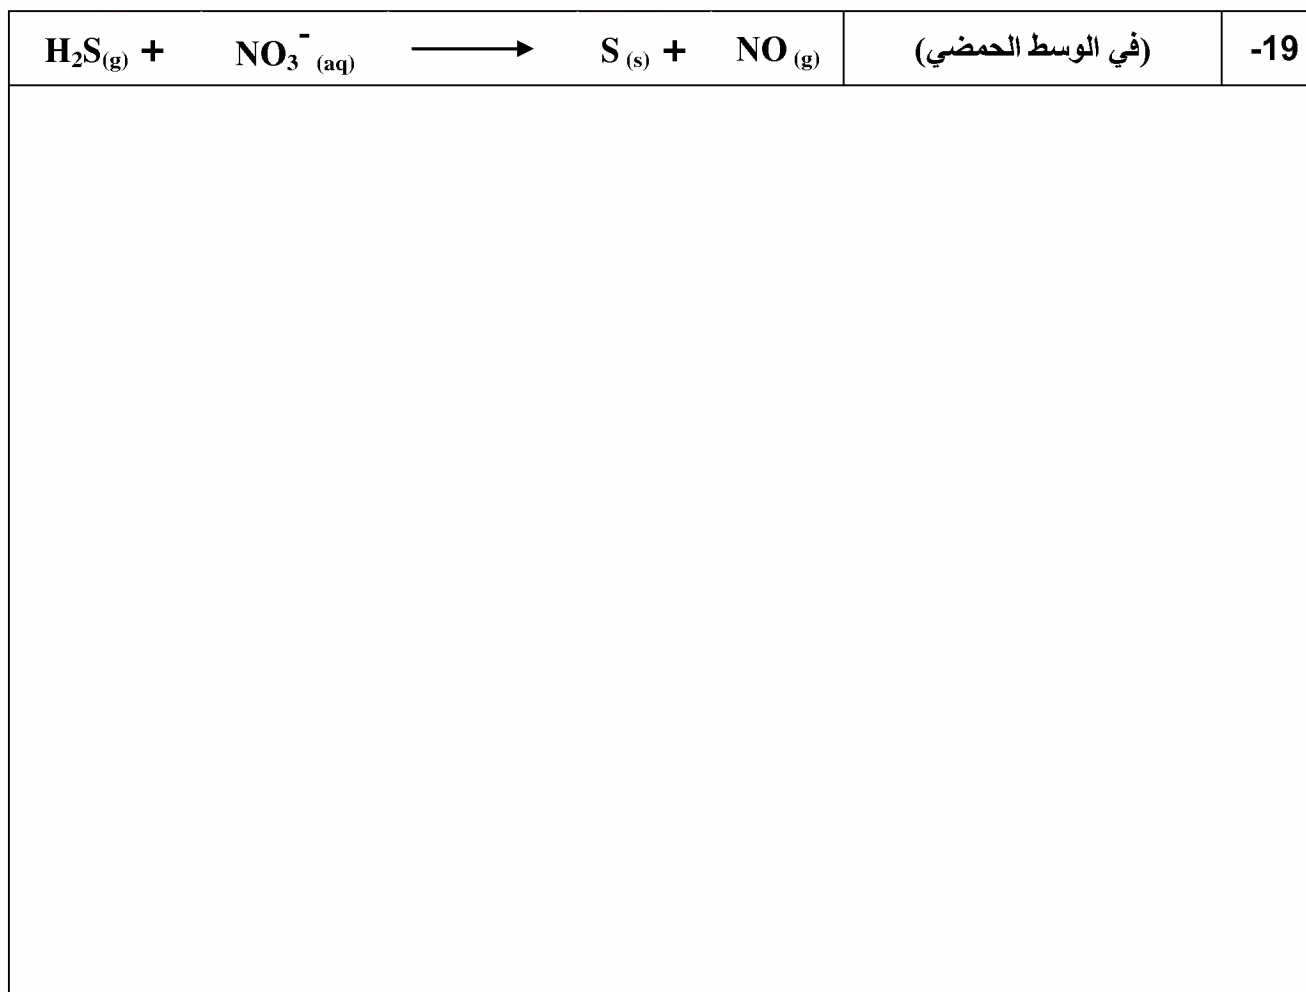 -19 (في الوسط الحمضي) H₂S(g) + NO₃⁻ (aq) ⟶ S (s) + NO (g)